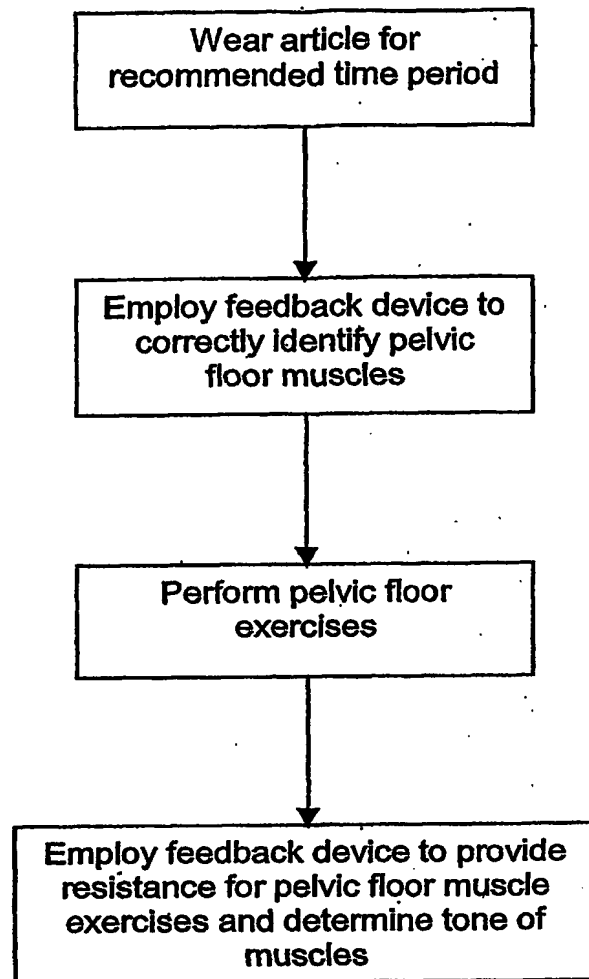 Wear article for
recommended time period
Employ feedback device to
correctly identify pelvic
floor muscles
Perform pelvic floor
exercises
Employ feedback device to provide
resistance for pelvic floor muscle
exercises and determine tone of
muscles